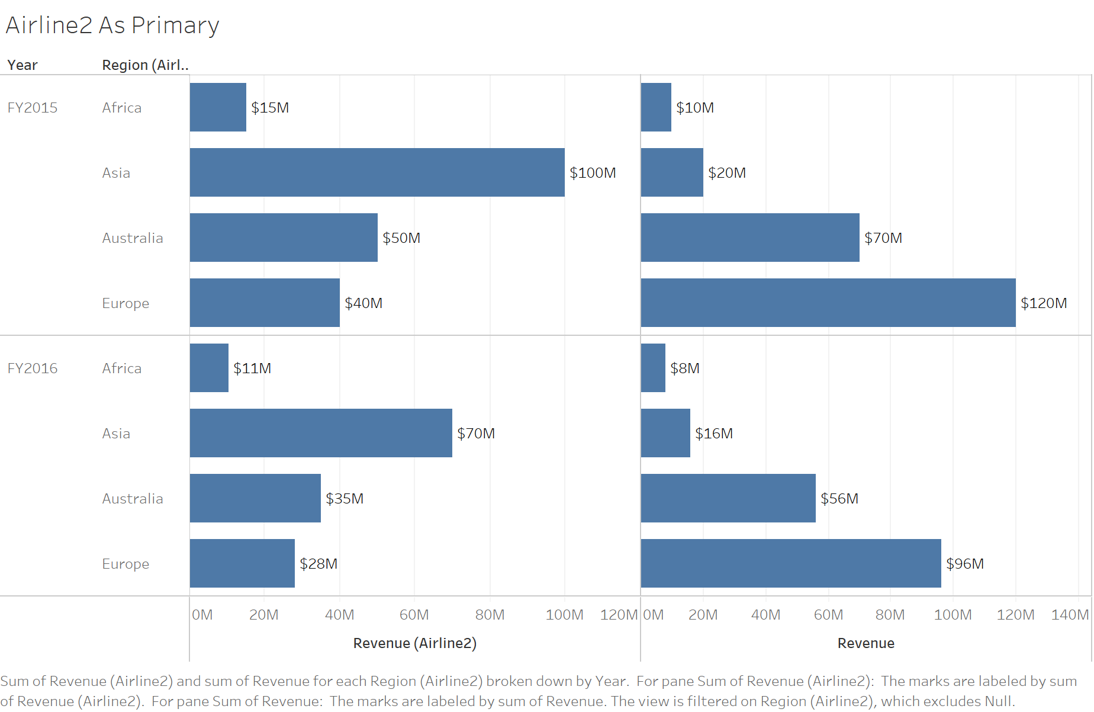 Airline2 As Primary
Year Region (Airl..
FY2015 Africa $15M $10M
Asia $100M $20M
Australia $50M $70M
Europe $40M $120M
FY2016 Africa $11M $8M
Asia $70M $16M
Australia $35M $56M
Europe $28M $96M
0M 20M 40M 60M 80M 100M 120M 0M 20M 40M 60M 80M 100M 120M 140M
Revenue (Airline2) Revenue
Sum of Revenue (Airline2) and sum of Revenue for each Region (Airline2) broken down by Year.  For pane Sum of Revenue (Airline2):  The marks are labeled by sum
of Revenue (Airline2).  For pane Sum of Revenue:  The marks are labeled by sum of Revenue. The view is filtered on Region (Airline2), which excludes Null.